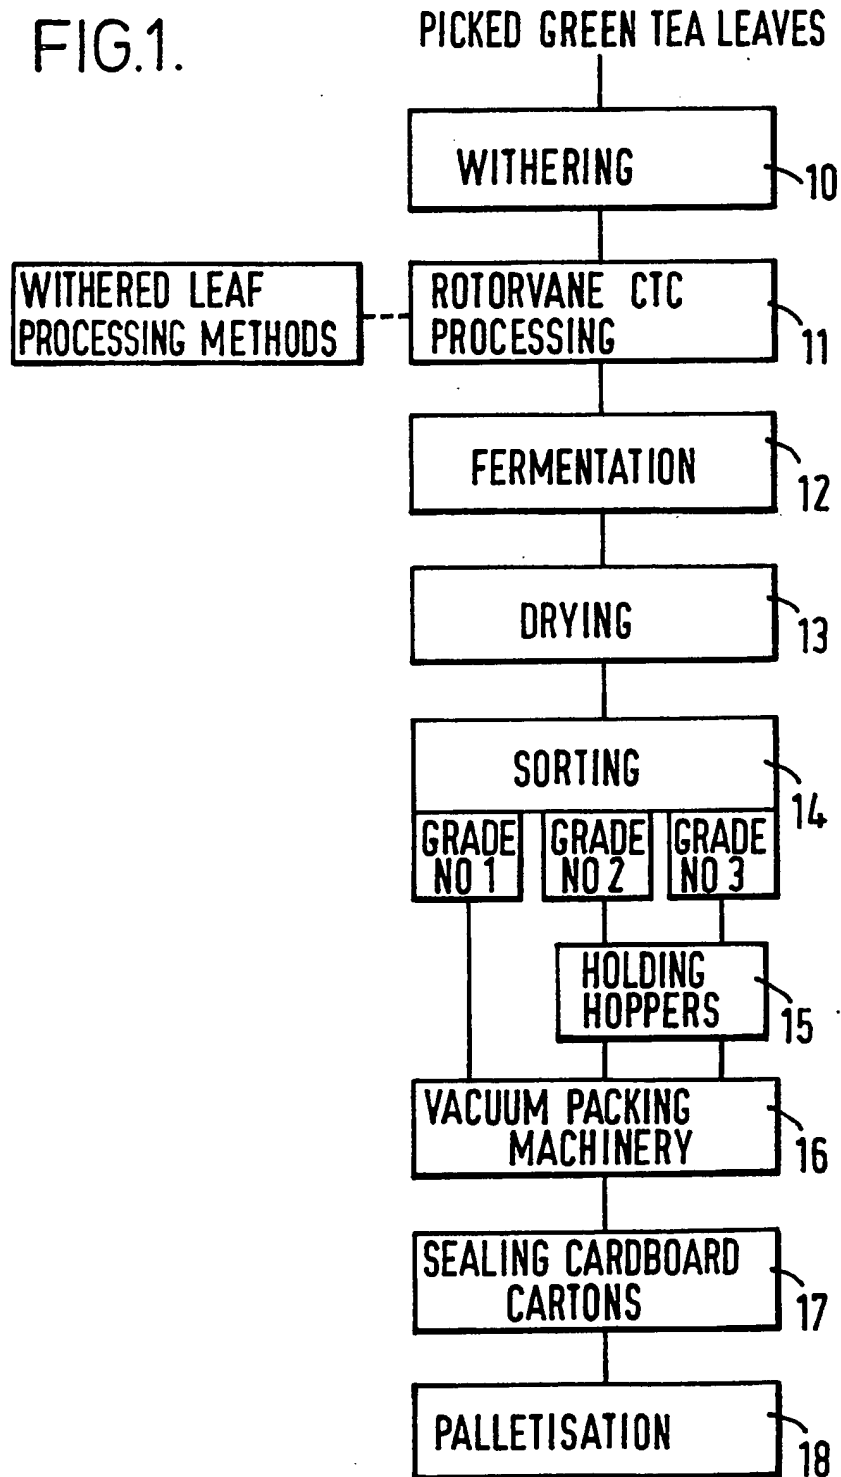 FIG.1.
PICKED GREEN TEA LEAVES
WITHERING
10
WITHERED LEAF
PROCESSING METHODS
ROTORVANE CTC
PROCESSING
11
FERMENTATION
12
DRYING
13
SORTING
14
GRADE
NO 1
GRADE
NO 2
GRADE
NO 3
HOLDING
HOPPERS
15
VACUUM PACKING
MACHINERY
16
SEALING CARDBOARD
CARTONS
17
PALLETISATION
18